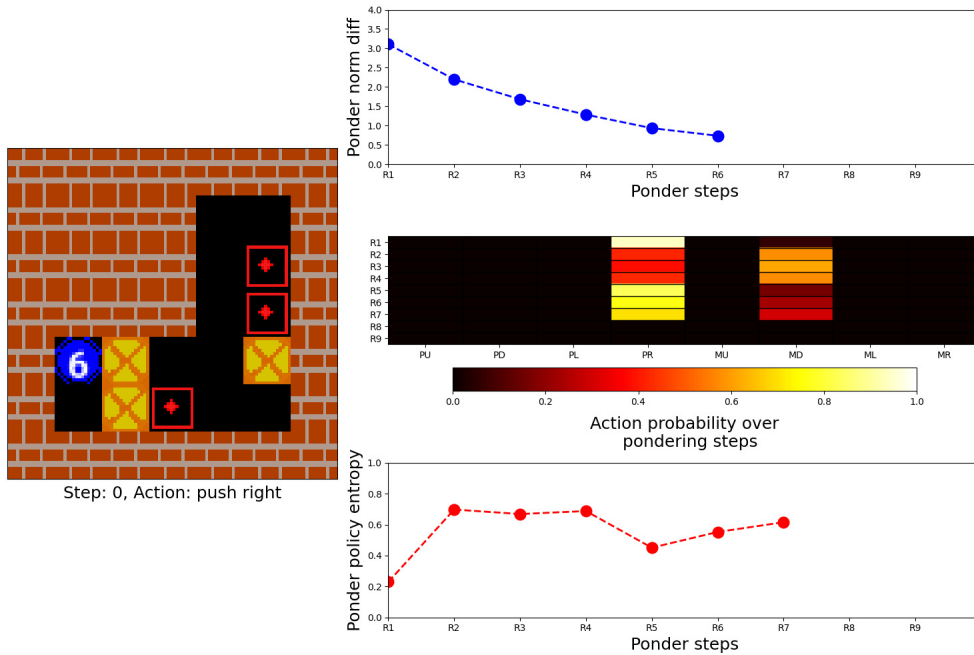 6
Step: 0, Action: push right
Ponder norm diff
4.0
3.5
3.0
2.5
2.0
1.5
1.0
0.5
0.0
R1 R2 R3 R4 R5 R6 R7 R8 R9
Ponder steps
R1
R2
R3
R4
R5
R6
R7
R8
R9
PU PD PL PR MU MD ML MR
0.0 0.2 0.4 0.6 0.8 1.0
Action probability over
pondering steps
Ponder policy entropy
1.0
0.8
0.6
0.4
0.2
0.0
R1 R2 R3 R4 R5 R6 R7 R8 R9
Ponder steps